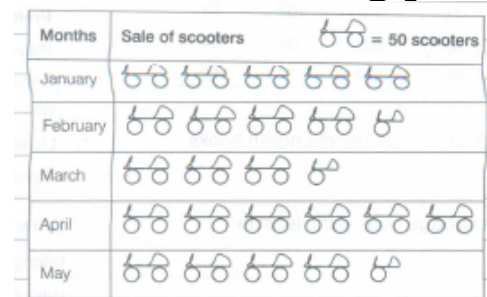 Months Sale of scooters = 50 scooters
January
February
March
April
May